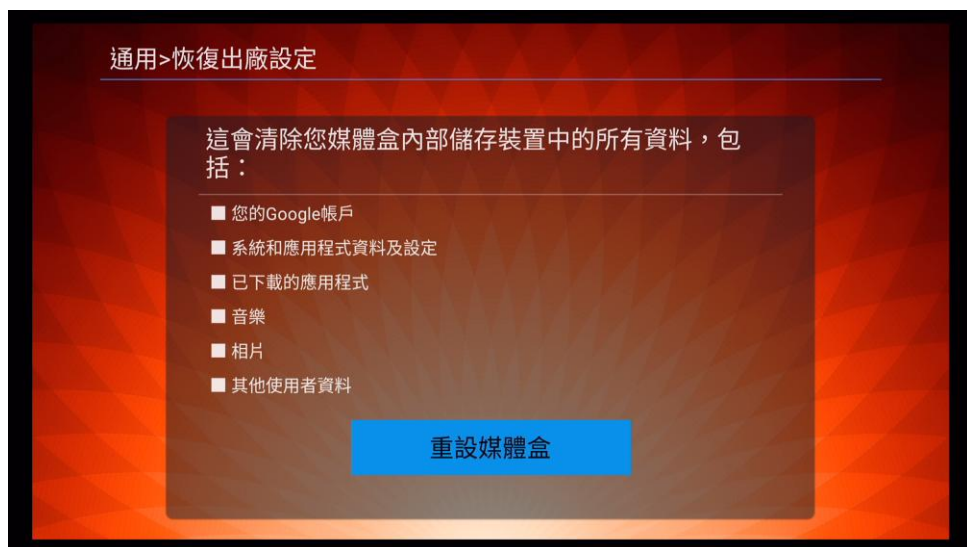 通用>恢復出廠設定
這會清除您媒體盒內部儲存裝置中的所有資料，包
括：
您的Google帳戶
系統和應用程式資料及設定
已下載的應用程式
音樂
相片
其他使用者資料
重設媒體盒